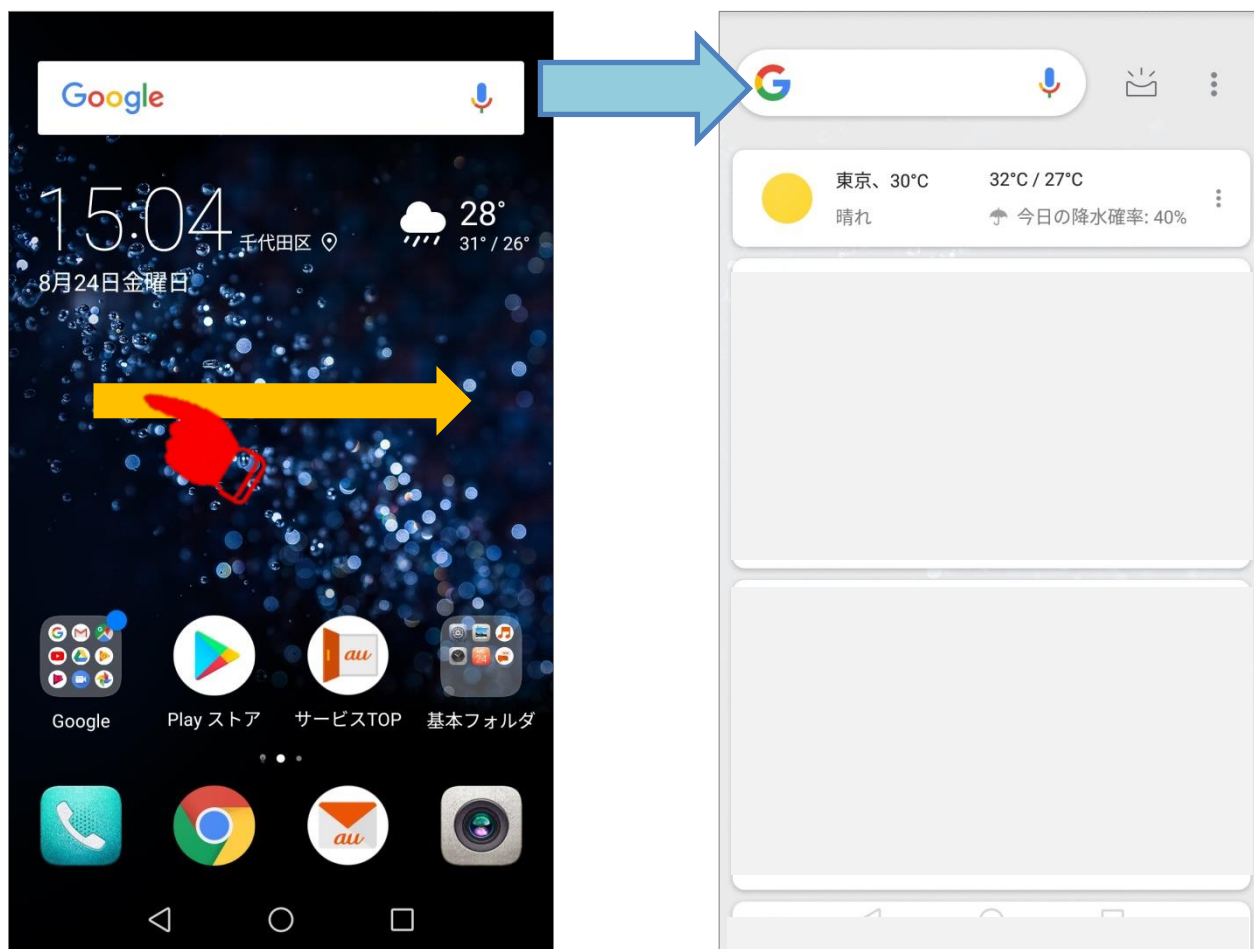 Google
15:04
千代田区
28°
31° / 26°
8月24日金曜日
Google
Play ストア
au
サービスTOP
基本フォルダ
au
G
東京、30°C
32°C / 27°C
晴れ
今日の降水確率: 40%